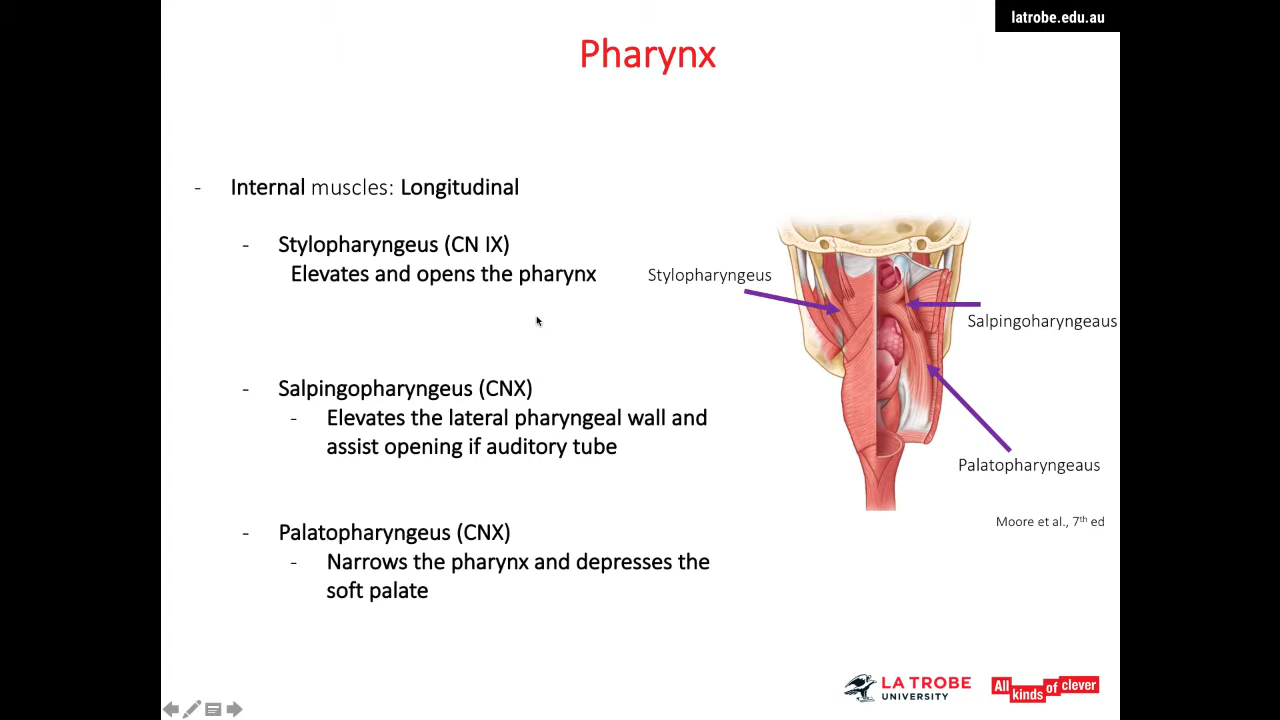 latrobe.edu.au
Pharynx
- Internal muscles: Longitudinal
- Stylopharyngeus (CN IX)
Elevates and opens the pharynx
- Salpingopharyngeus (CNX)
- Elevates the lateral pharyngeal wall and
assist opening if auditory tube
- Palatopharyngeus (CNX)
- Narrows the pharynx and depresses the
soft palate
Stylopharyngeus
Salpingoharyngeaus
Palatopharyngeaus
Moore et al., 7th ed
LA TROBE
UNIVERSITY
All
kinds of clever